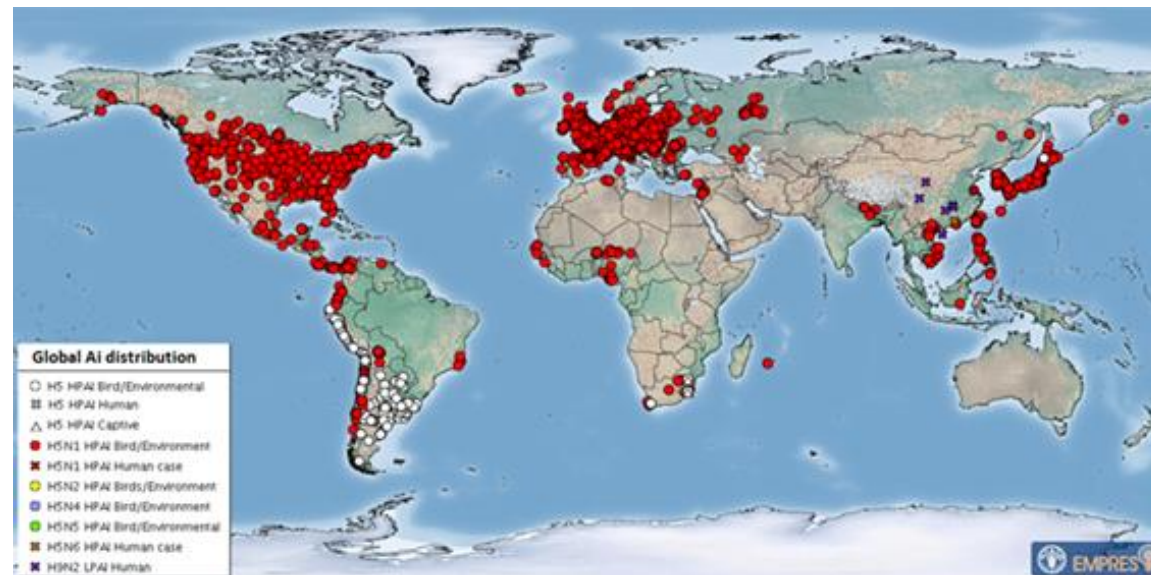 Global Ai distribution
H5 HPAI Bird/Environmental
H5 HPAI Human
H5 HPAI Captive
H5N1 HPAI Bird/Environment
H5N1 HPAI Human case
H5N2 HPAI Birds/Environment
H5N4 HPAI Bird/Environment
H5N5 HPAI Bird/Environmental
H5N6 HPAI Human case
H9N2 LPAI Human
EMPRES